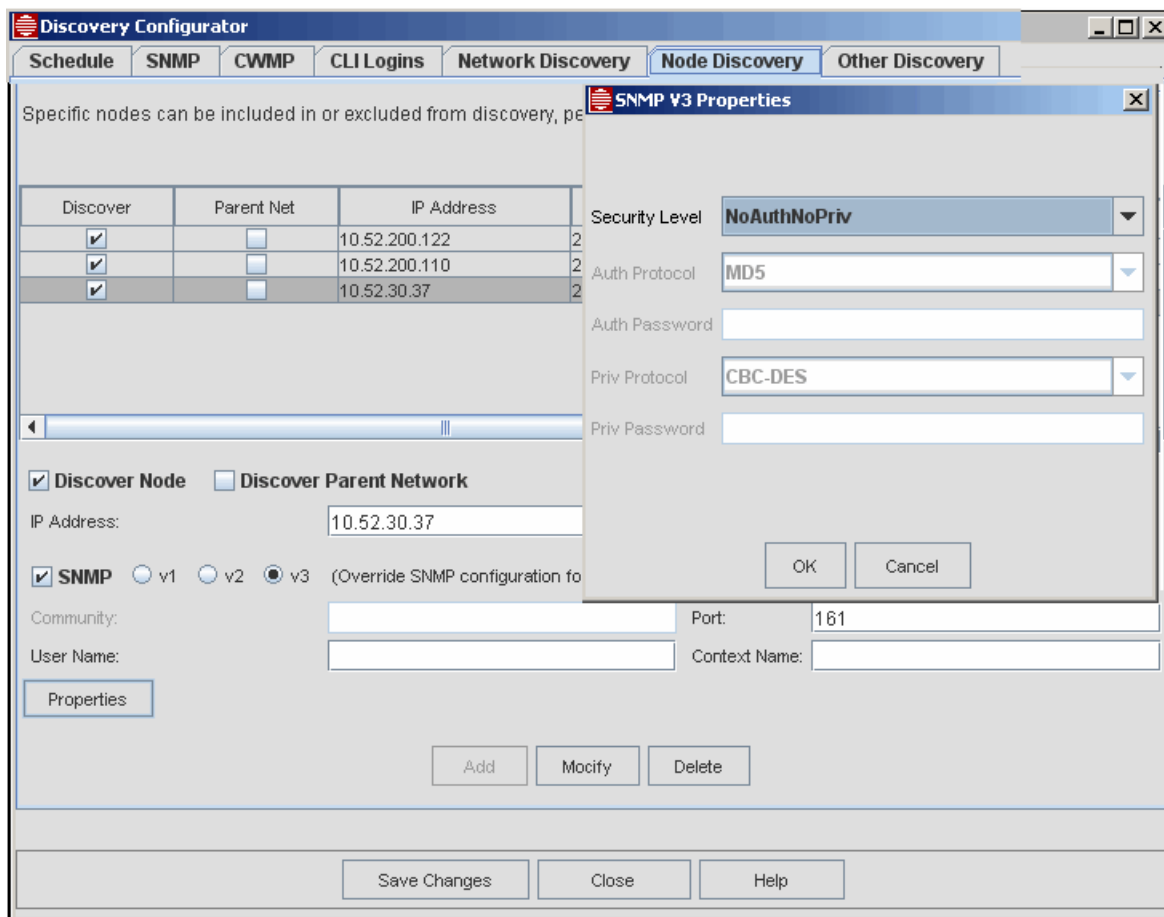 Discovery Configurator
Schedule SNMP CWMP CLI Logins Network Discovery Node Discovery Other Discovery
Specific nodes can be included in or excluded from discovery, pe
Discover Parent Net IP Address
10.52.200.122 2
10.52.200.110 2
10.52.30.37 2
Discover Node Discover Parent Network
IP Address: 10.52.30.37
SNMP v1 v2 v3 (Override SNMP configuration fo
Community: Port: 161
User Name: Context Name:
Properties
Add Modify Delete
Save Changes Close Help
SNMP V3 Properties
Security Level NoAuthNoPriv
Auth Protocol MD5
Auth Password
Priv Protocol CBC-DES
Priv Password
OK Cancel